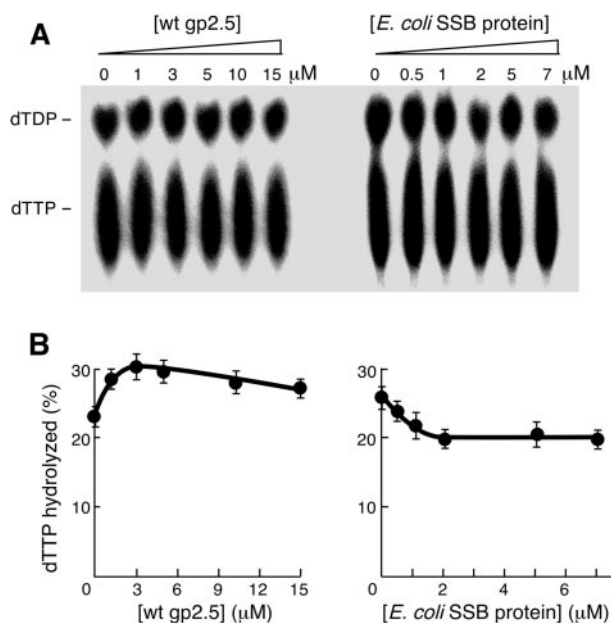 A
[wt gp2.5] [E. coli SSB protein]
0 1 3 5 10 15 μM 0 0.5 1 2 5 7 μM
dTDP –
dTTP –
B
30 30
20 20
10 10
dTTP hydrolyzed (%)
0 3 6 9 12 15 0 2 4 6
[wt gp2.5] (μM) [E. coli SSB protein] (μM)